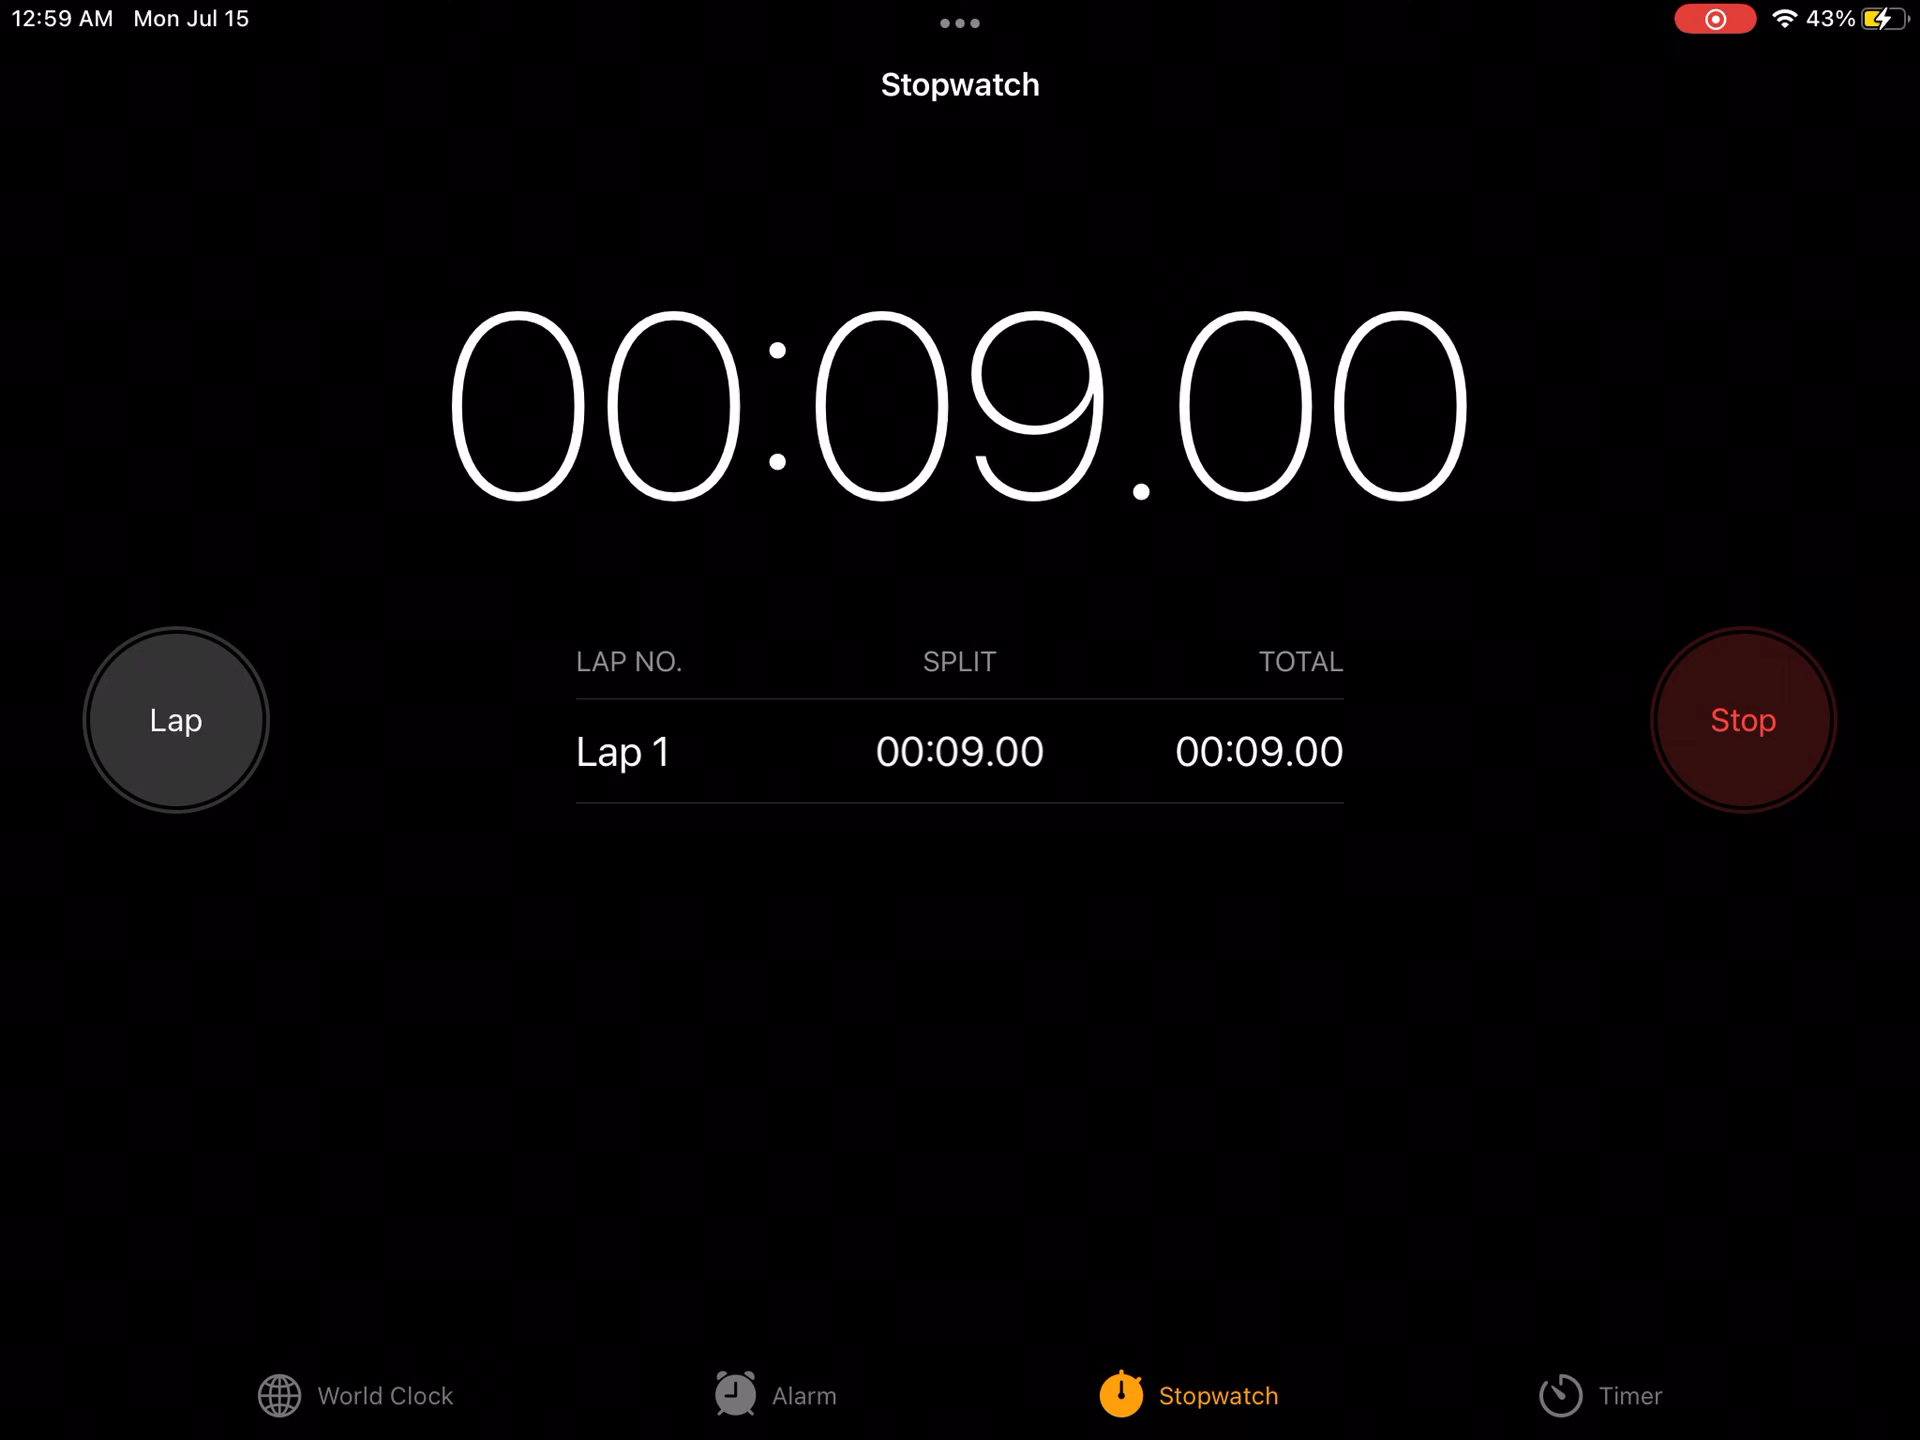 12:59 AM Mon Jul 15
43%
Stopwatch
00:09.00
LAP NO. SPLIT TOTAL
Lap
Lap 1 00:09.00 00:09.00
Stop
World Clock Alarm Stopwatch Timer